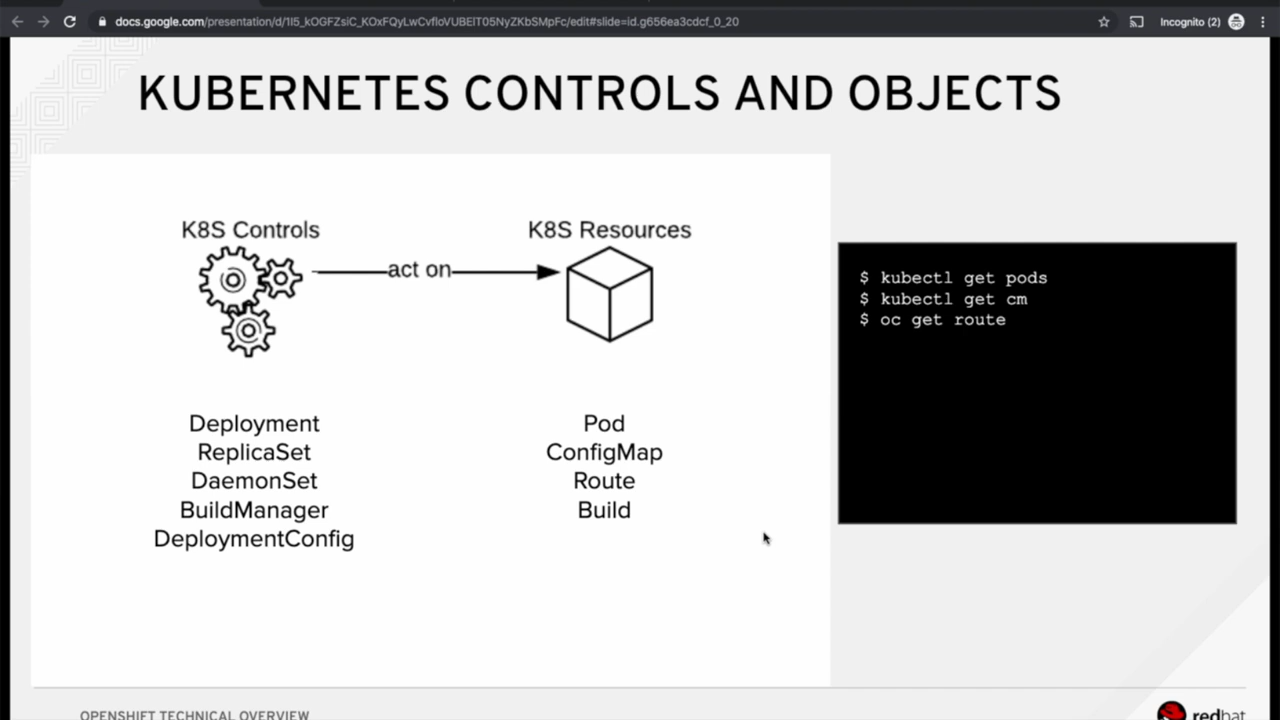 docs.google.com/presentation/d/1I5_kOGFZsiC_KOxFQyLwCvfloVUBElT05NyZKbSMpFc/edit#slide=id.g656ea3cdcf_0_20
Incognito (2)
KUBERNETES CONTROLS AND OBJECTS
K8S Controls
act on
K8S Resources
Deployment
ReplicaSet
DaemonSet
BuildManager
DeploymentConfig
Pod
ConfigMap
Route
Build
$ kubectl get pods
$ kubectl get cm
$ oc get route
OPENSHIFT TECHNICAL OVERVIEW
redhat